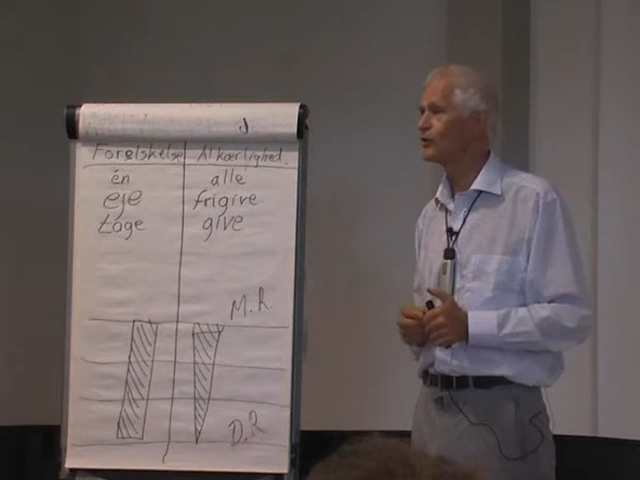 Forelskelse Alkærlighed.
én alle
eje frigive
tage give
M.R.
D.R